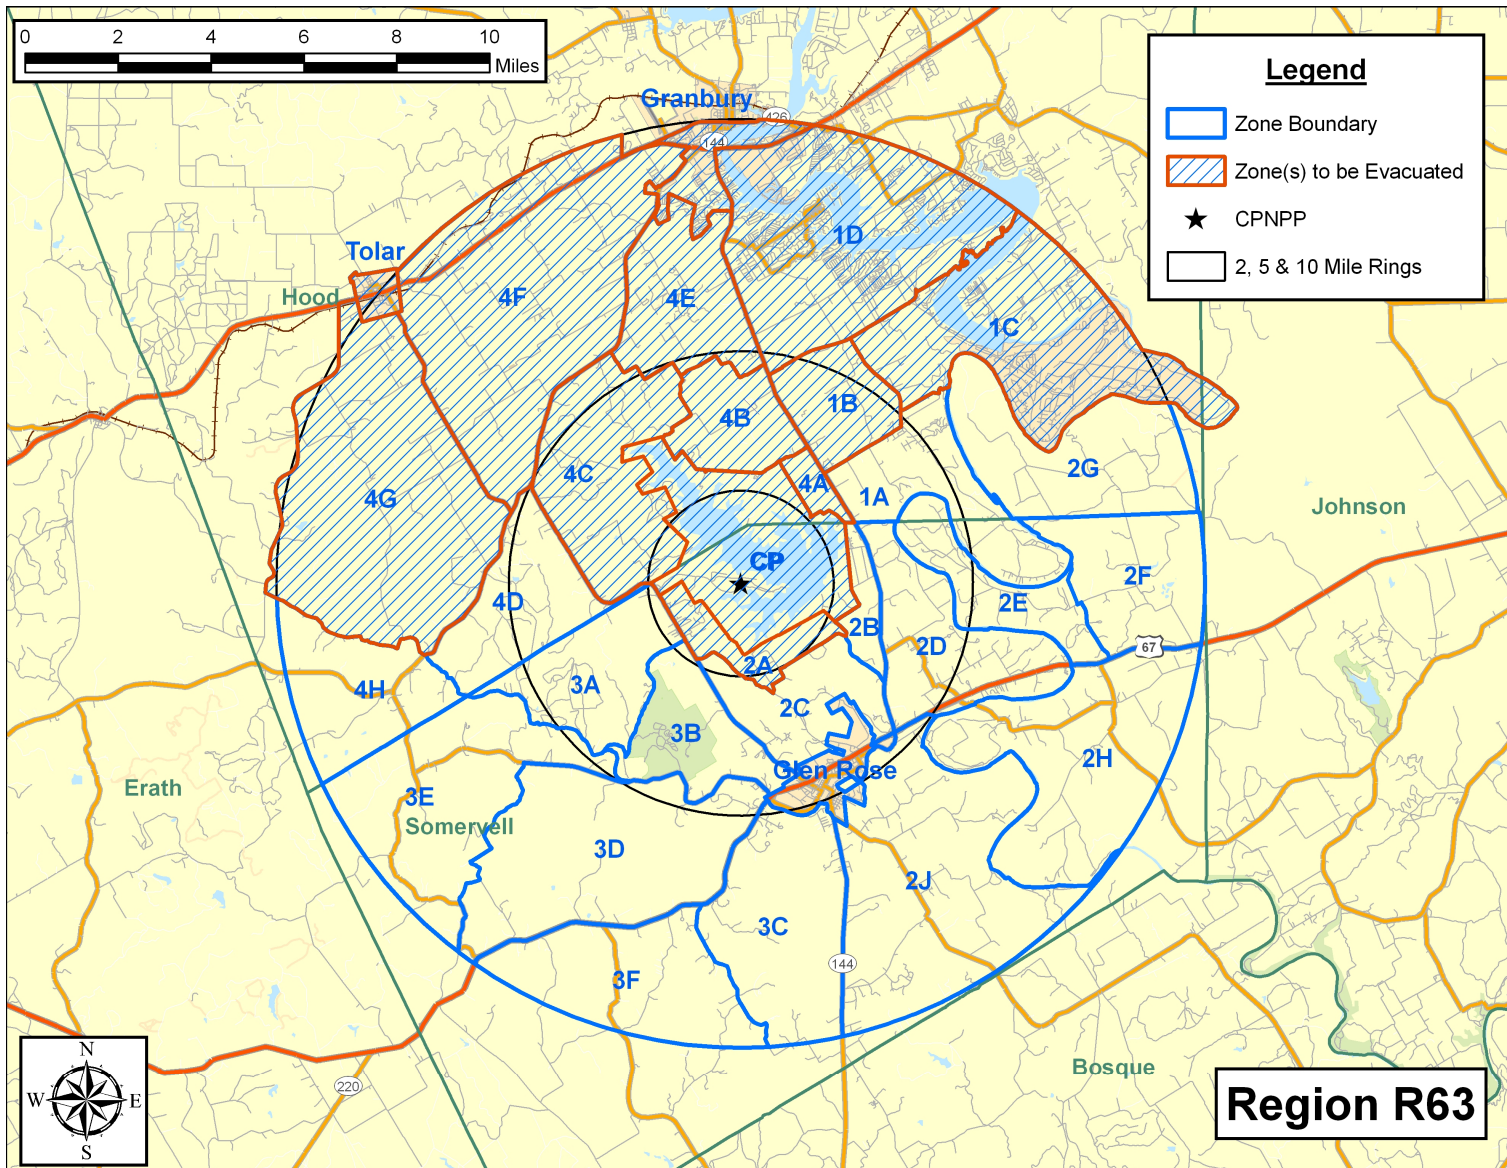 0 2 4 6 8 10
Miles
Legend
Zone Boundary
Zone(s) to be Evacuated
CPNPP
2, 5 & 10 Mile Rings
Granbury
426
144
Tolar
Hood
1D
4F
4E
1C
4B
1B
4C
4A
1A
4G
2G
Johnson
CP
2F
4D
2E
2B
2D
67
2A
3A
4H
2C
3B
2H
Glen Rose
Erath
3E
Somervell
3D
2J
3C
144
3F
Bosque
220
N
W E
S
Region R63